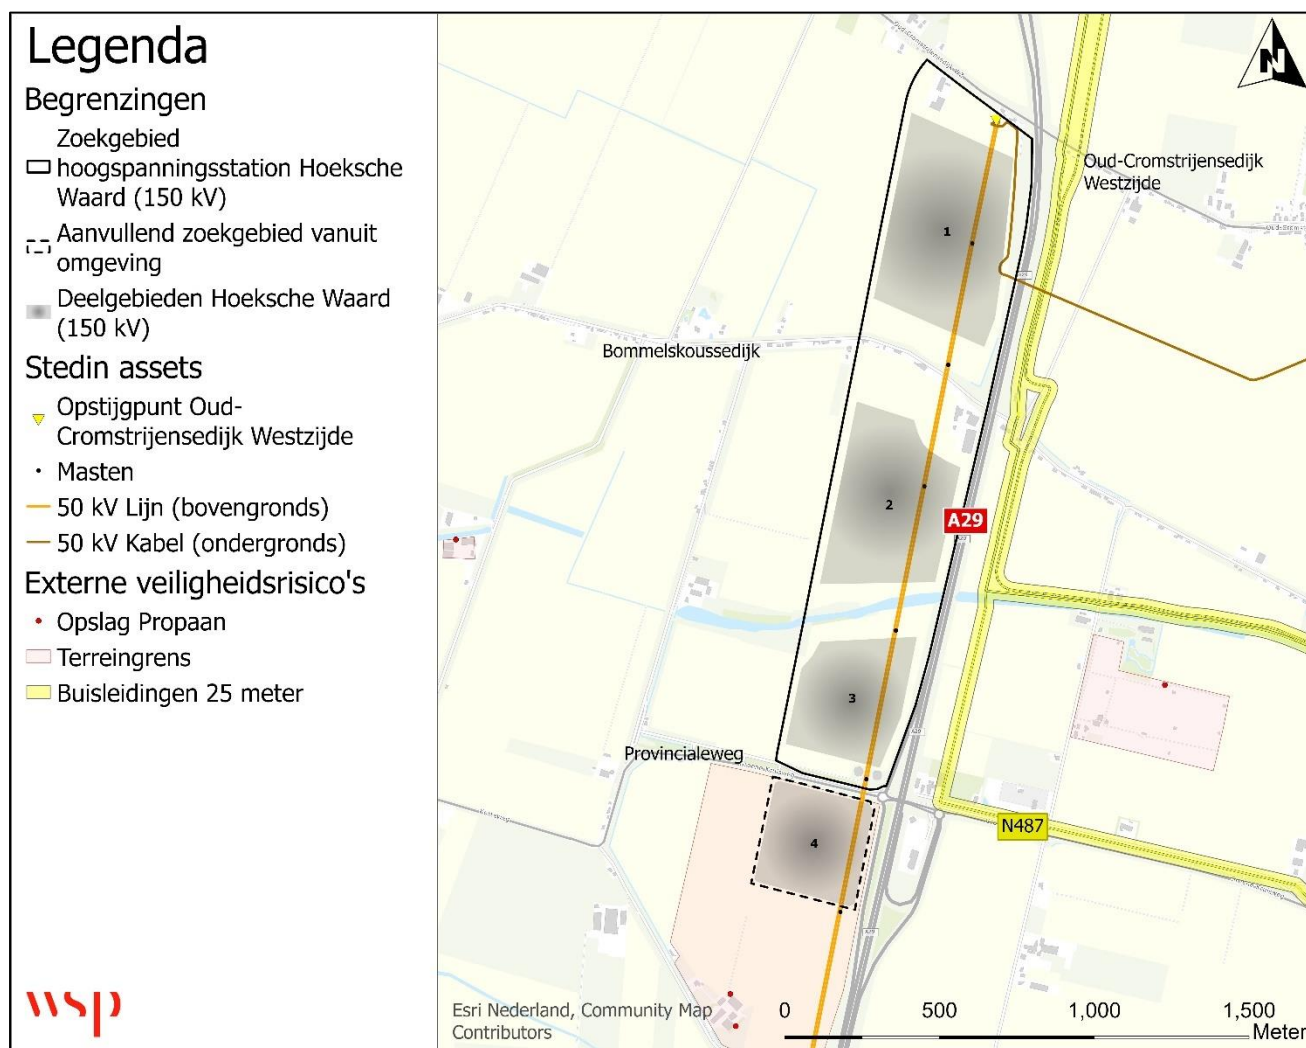 Legenda
Begrenzingen
Zoekgebied
hoogspanningsstation Hoeksche
Waard (150 kV)
Aanvullend zoekgebied vanuit
omgeving
Deelgebieden Hoeksche Waard
(150 kV)
Stedin assets
Opstijgpunt Oud-
Cromstrijensedijk Westzijde
Masten
50 kV Lijn (bovengronds)
50 kV Kabel (ondergronds)
Externe veiligheidsrisico's
Opslag Propaan
Terreingrens
Buisleidingen 25 meter
wsp
N
Oud-Cromstrijensedijk
Westzijde
1
Bommelskoussedijk
2
A29
3
Provincialeweg
N487
4
A29
Esri Nederland, Community Map
Contributors
0 500 1,000 1,500
Meter